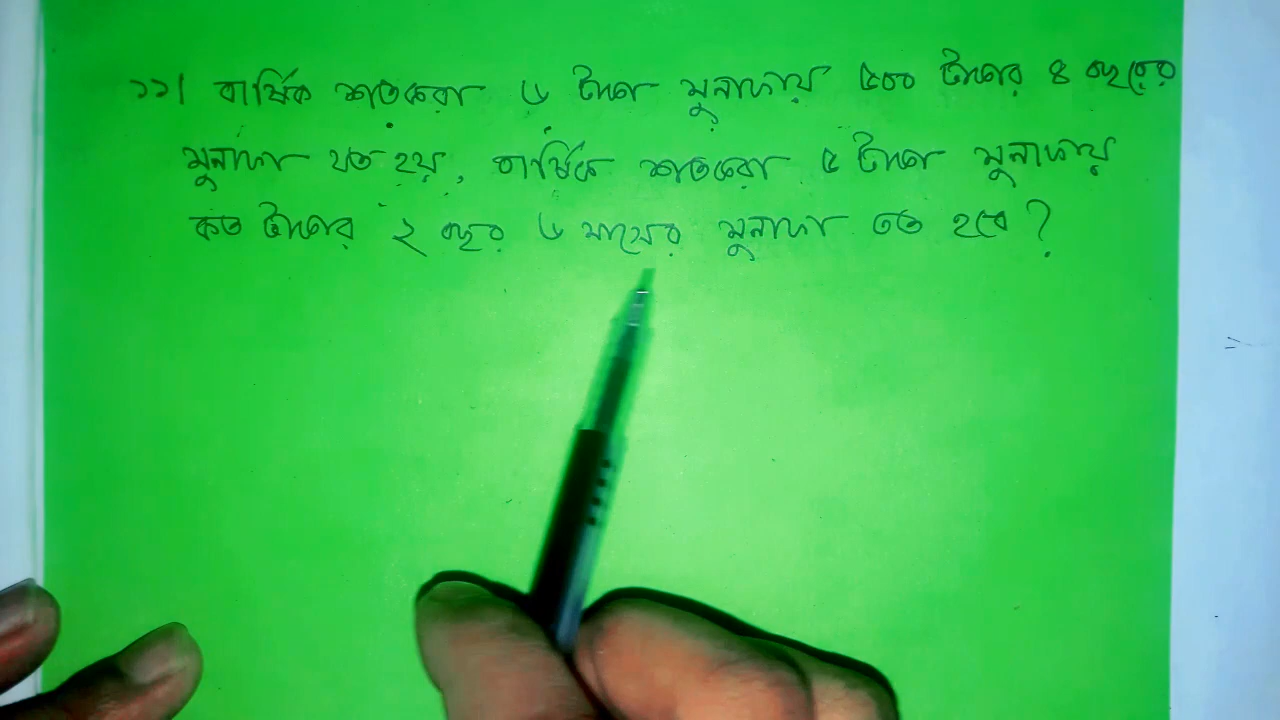 ১১। বার্ষিক শতকরা ৬ টাকা মুনাফায় ৫০০ টাকার ৪ বছরের
মুনাফা যত হয়, বার্ষিক শতকরা ৫ টাকা মুনাফায়
কত টাকার ২ বছর ৬ মাসের মুনাফা তত হবে?